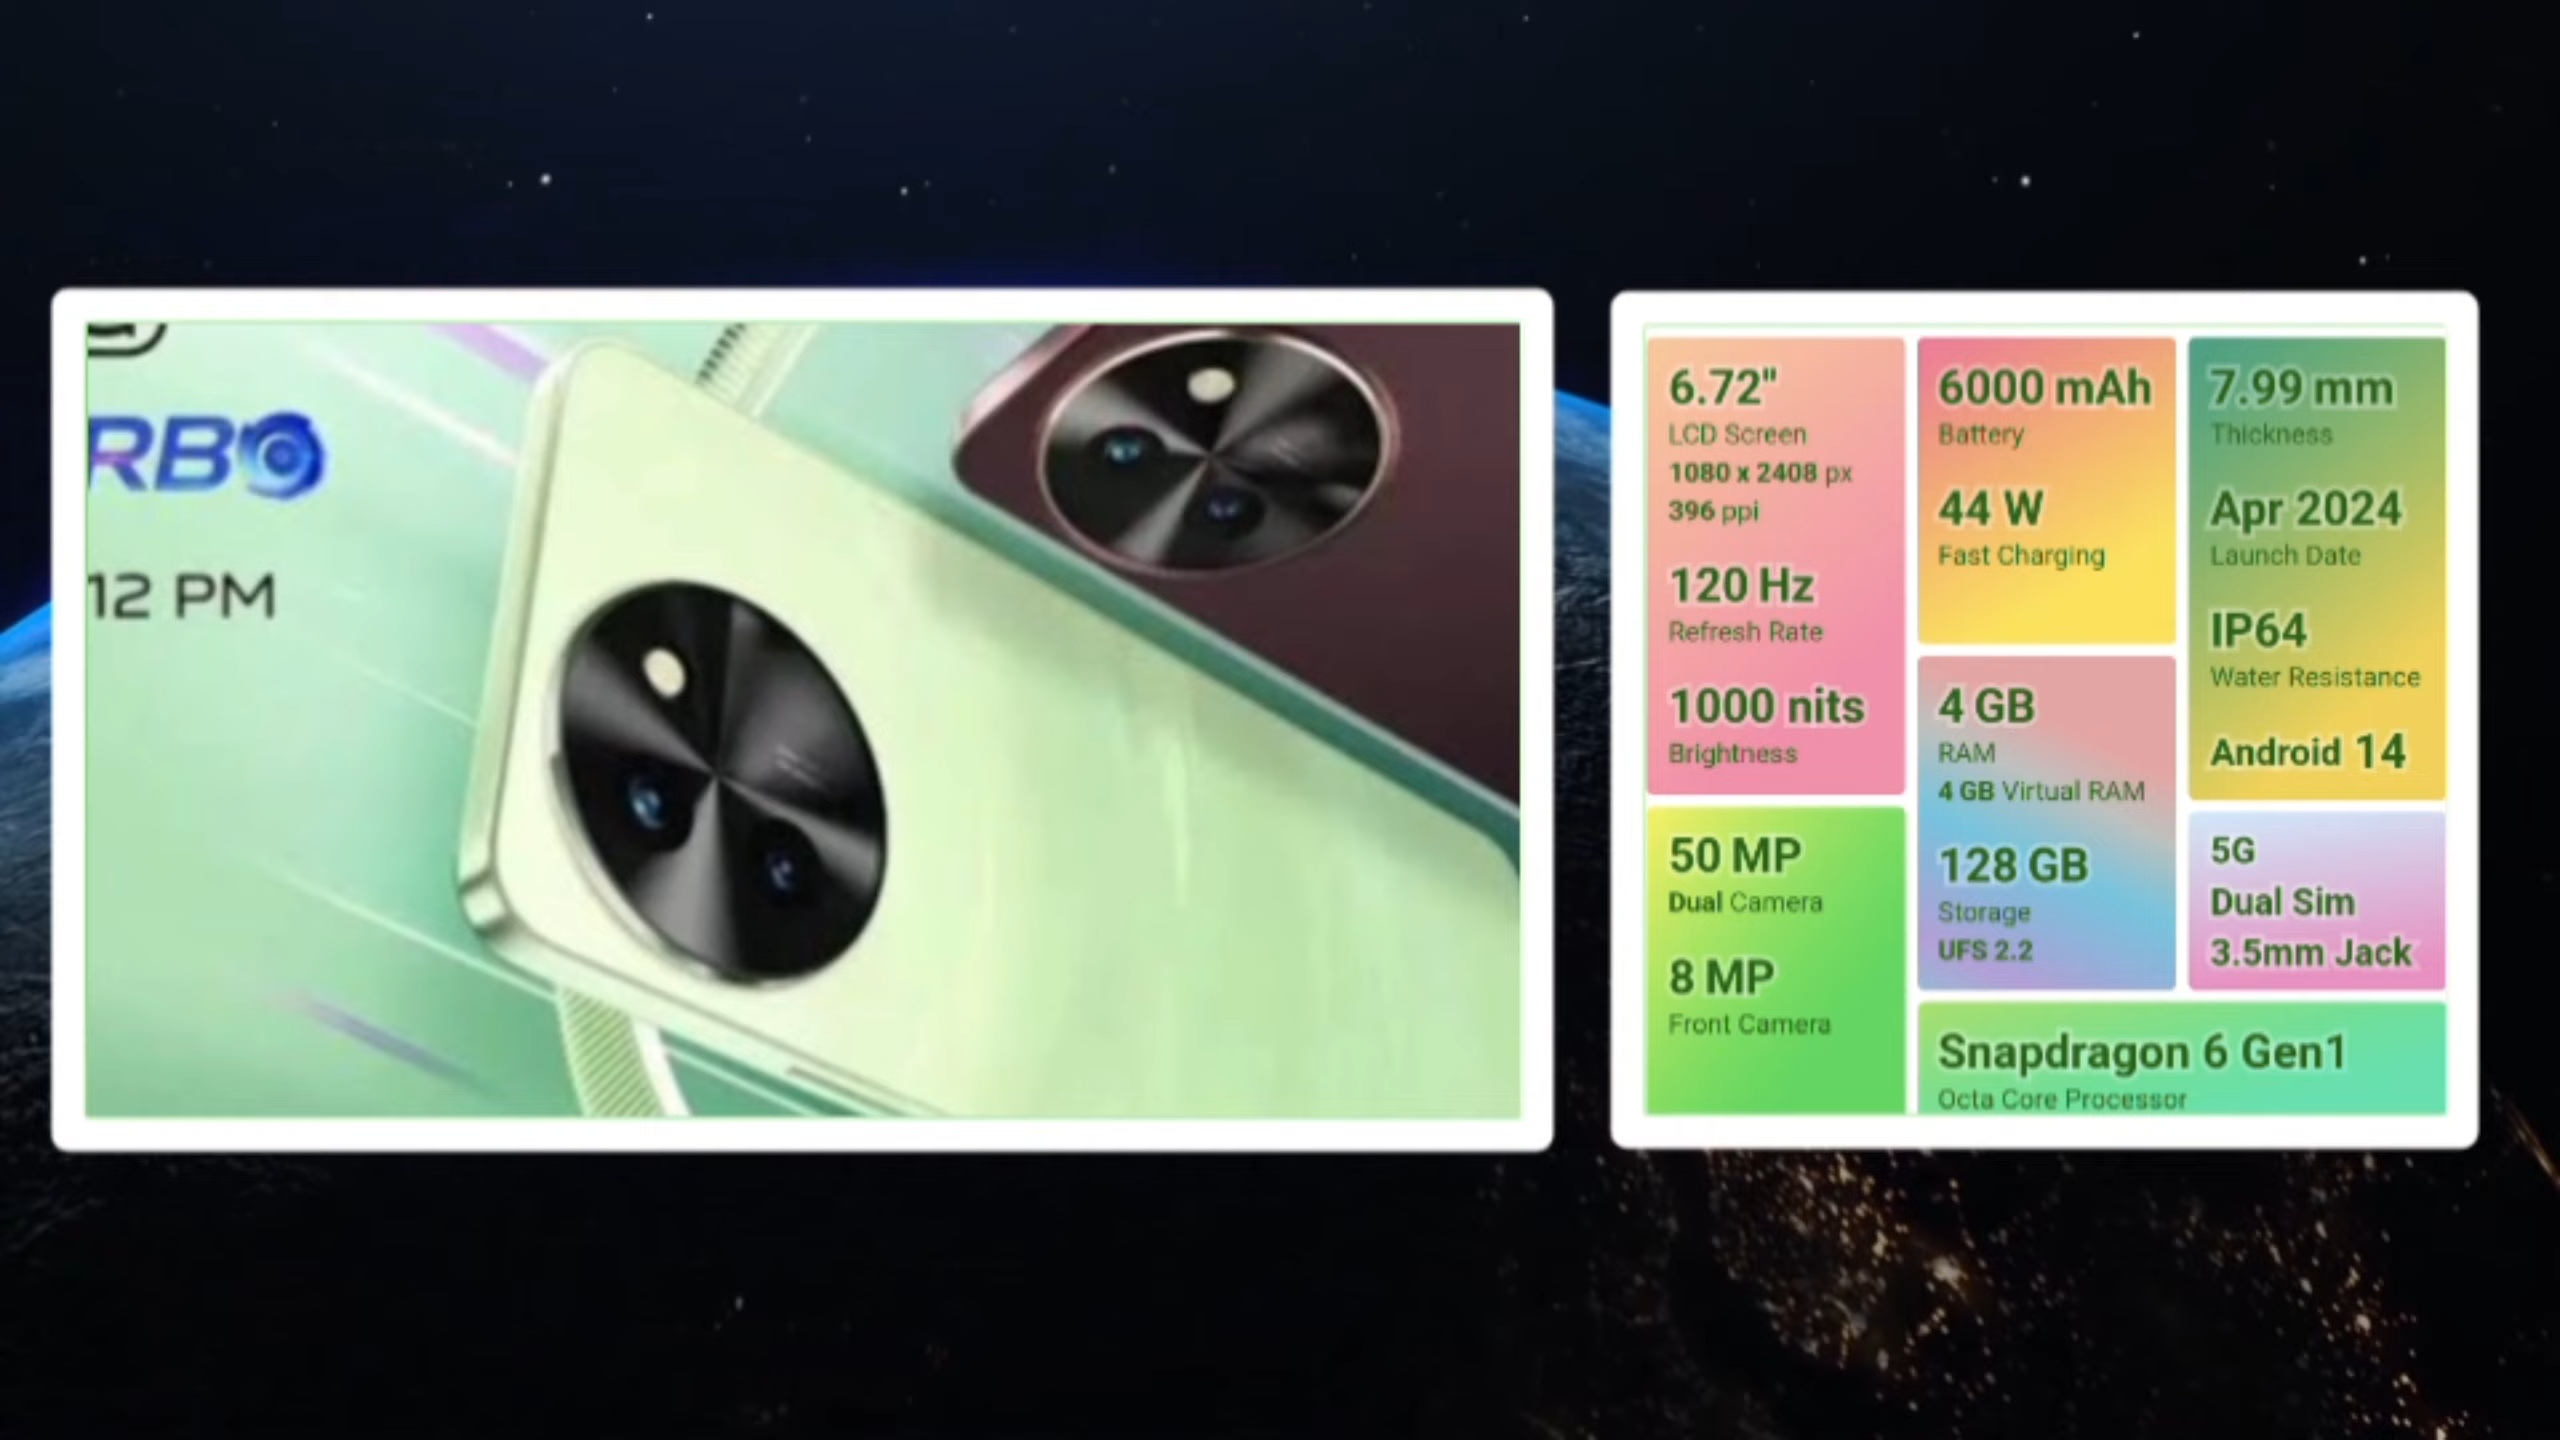 RBO
12 PM
6.72"
LCD Screen
1080 x 2408 px
396 ppi
120 Hz
Refresh Rate
1000 nits
Brightness
50 MP
Dual Camera
8 MP
Front Camera
6000 mAh
Battery
44 W
Fast Charging
4 GB
RAM
4 GB Virtual RAM
128 GB
Storage
UFS 2.2
7.99 mm
Thickness
Apr 2024
Launch Date
IP64
Water Resistance
Android 14
5G
Dual Sim
3.5mm Jack
Snapdragon 6 Gen1
Octa Core Processor